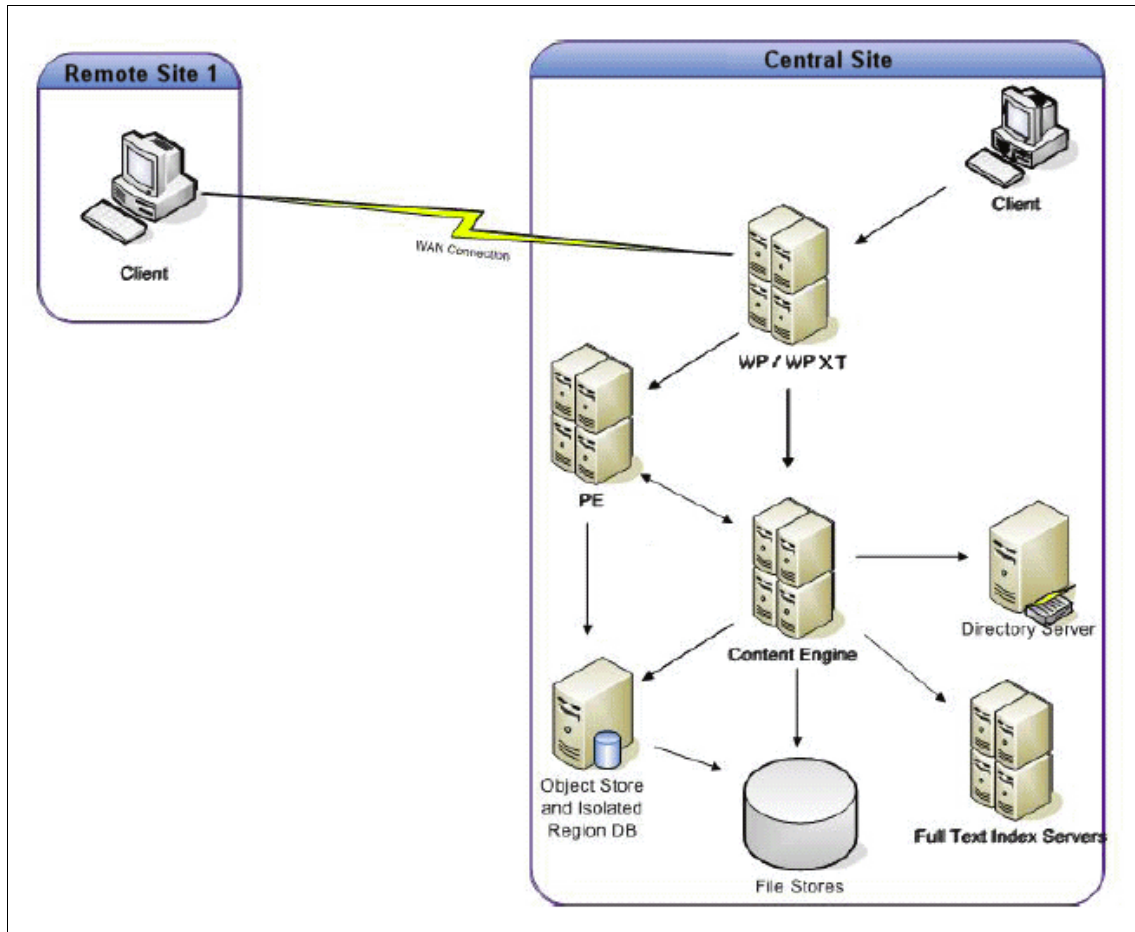 Remote Site 1
Client
WAN Connection
Central Site
Client
WP / WP XT
PE
Content Engine
Directory Server
Object Store
and Isolated
Region DB
File Stores
Full Text Index Servers